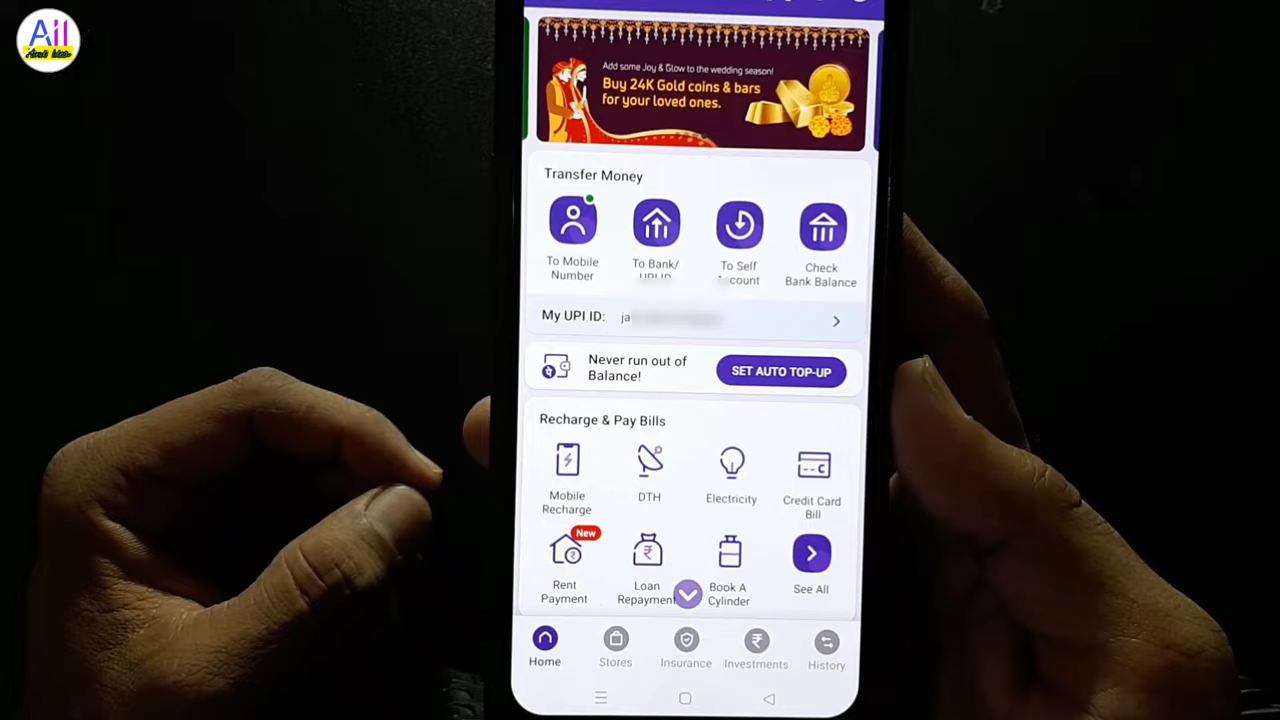 Ail
Add some Joy & Glow to the wedding season!
Buy 24K Gold coins & bars
for your loved ones.
Transfer Money
To Mobile
Number
To Bank/
UPI ID
To Self
Account
Check
Bank Balance
My UPI ID: ja
Never run out of
Balance!
SET AUTO TOP-UP
Recharge & Pay Bills
Mobile
Recharge
DTH
Electricity
Credit Card
Bill
New
Rent
Payment
Loan
Repayment
Book A
Cylinder
See All
Home
Stores
Insurance
Investments
History